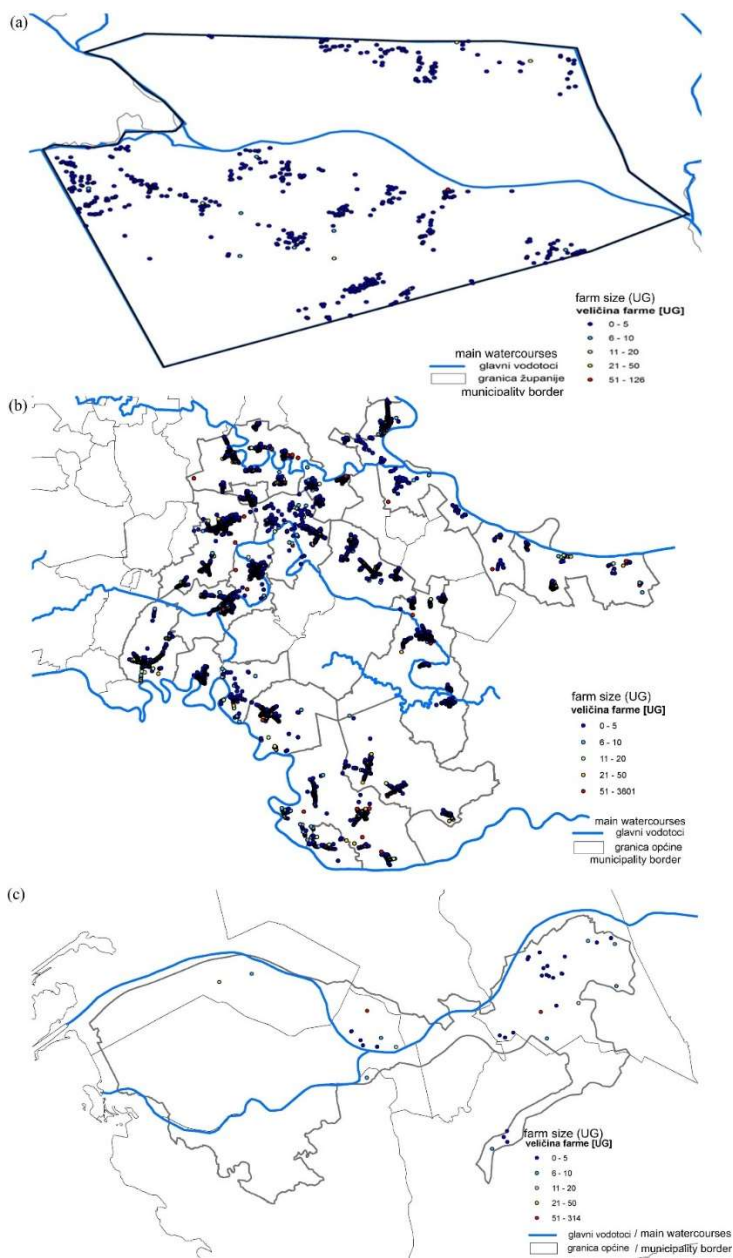 (a)
farm size (UG)
veličina farme [UG]
0 - 5
6 - 10
11 - 20
21 - 50
51 - 126
main watercourses
glavni vodotoci
granica županije
municipality border
(b)
farm size (UG)
veličina farme [UG]
0 - 5
6 - 10
11 - 20
21 - 50
51 - 3601
main watercourses
glavni vodotoci
granica općine
municipality border
(c)
farm size (UG)
veličina farme [UG]
0 - 5
6 - 10
11 - 20
21 - 50
51 - 314
glavni vodotoci / main watercourses
granica općine / municipality border